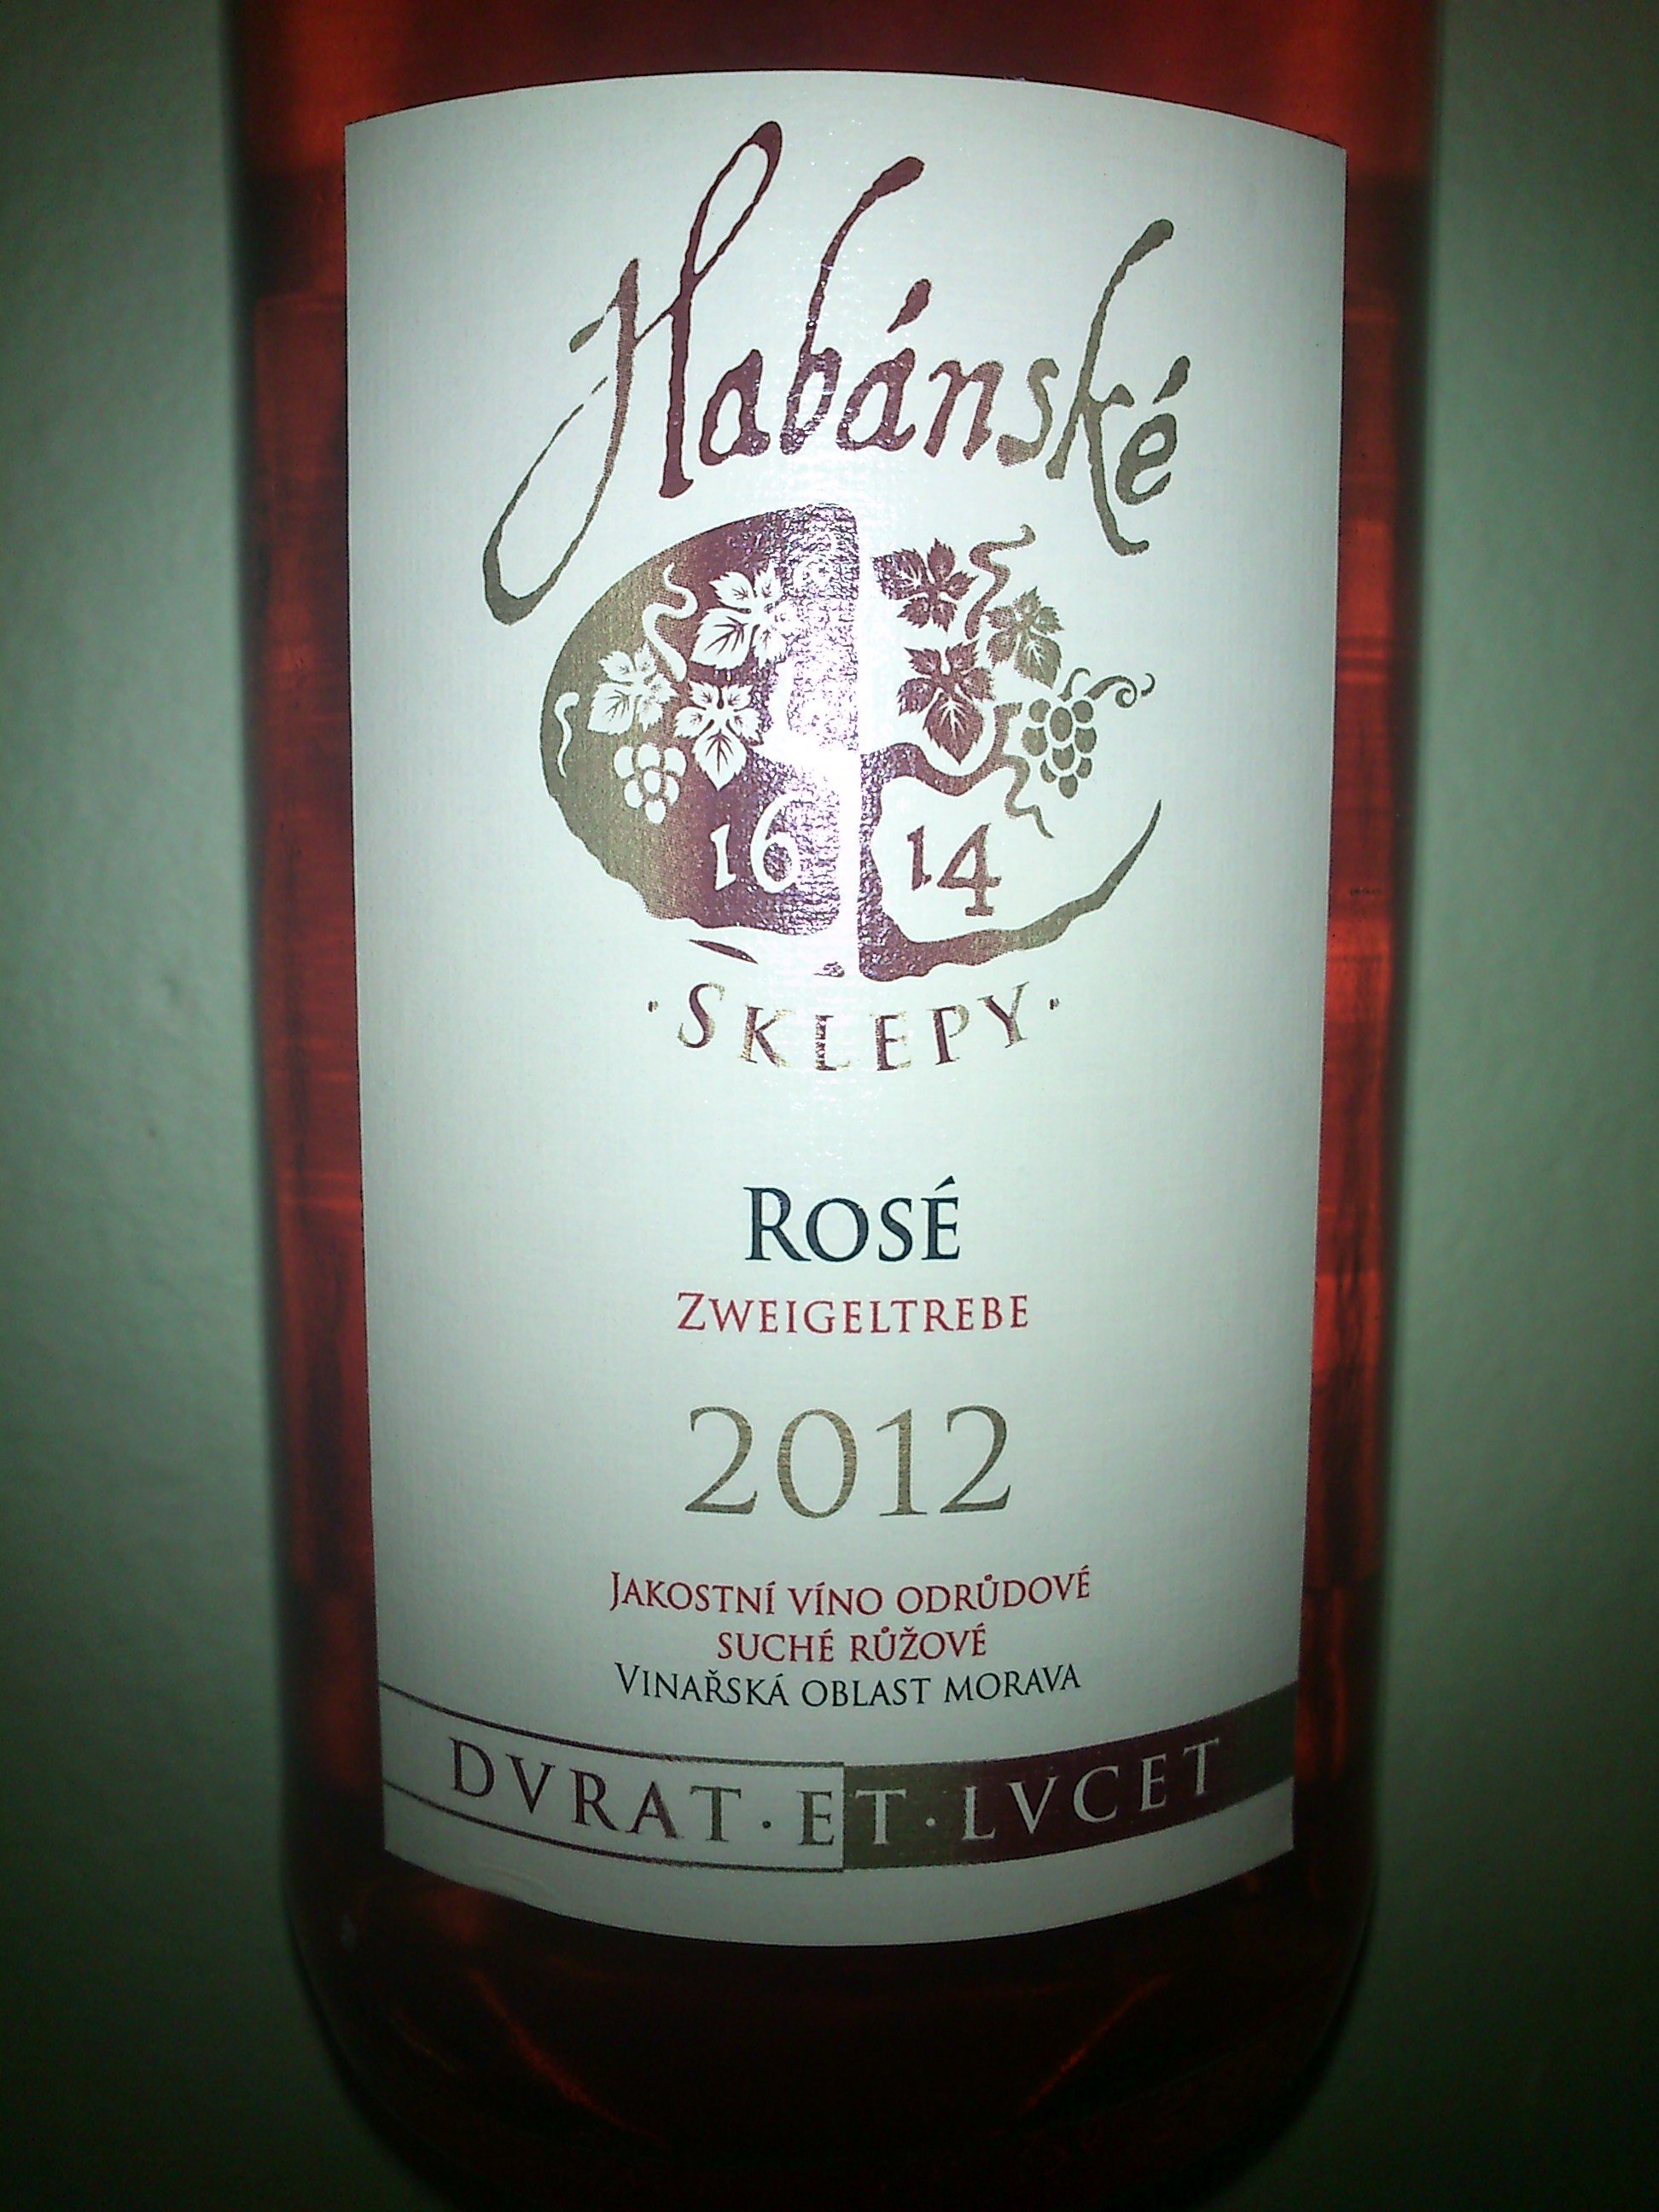 Habánské
16 14
· SKLEPY ·
ROSÉ
ZWEIGELTREBE
2012
JAKOSTNÍ VÍNO ODRŮDOVÉ
SUCHÉ RŮŽOVÉ
VINAŘSKÁ OBLAST MORAVA
DVRAT · ET · LVCET